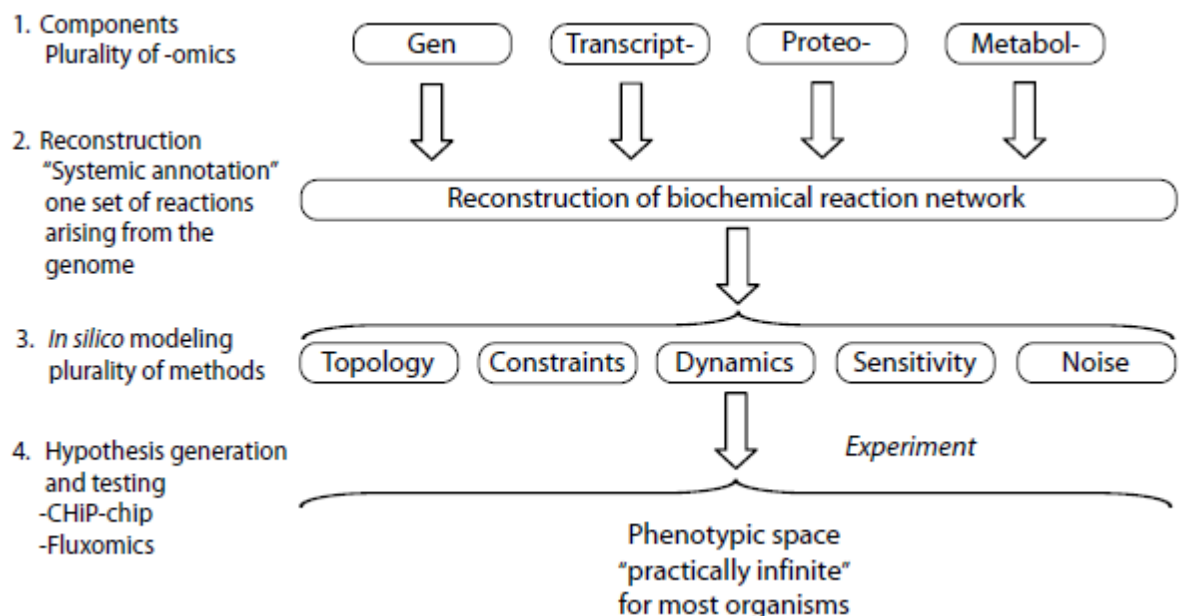 1. Components
Plurality of -omics
Gen
Transcript-
Proteo-
Metabol-
2. Reconstruction
"Systemic annotation"
one set of reactions
arising from the
genome
Reconstruction of biochemical reaction network
3. In silico modeling
plurality of methods
Topology
Constraints
Dynamics
Sensitivity
Noise
4. Hypothesis generation
and testing
-CHiP-chip
-Fluxomics
Experiment
Phenotypic space
"practically infinite"
for most organisms